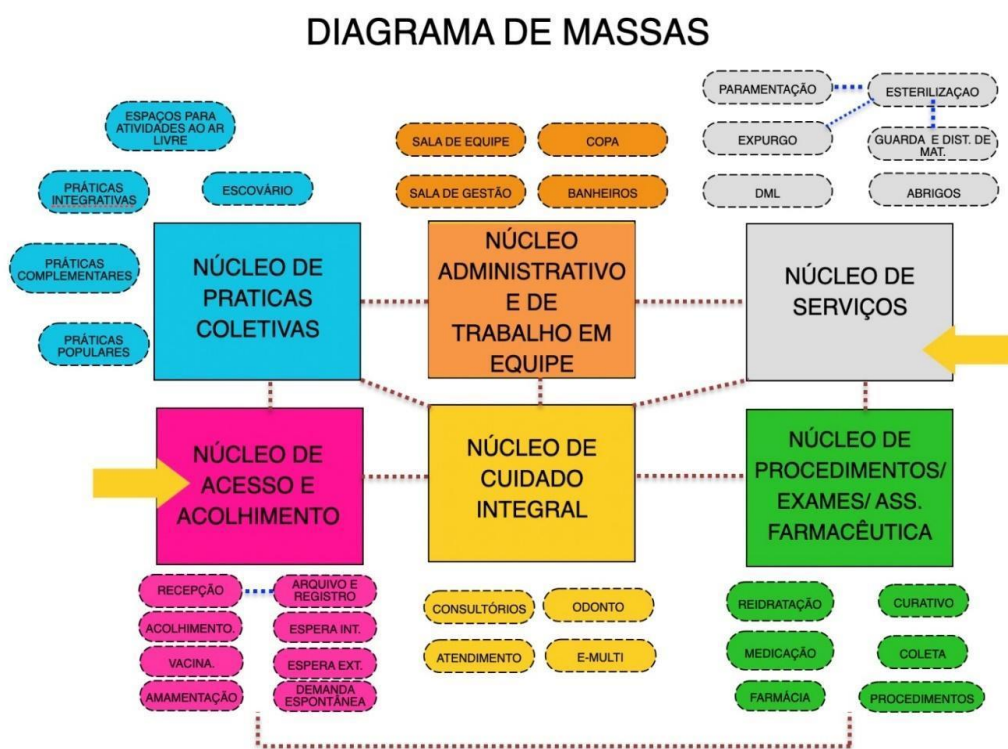 DIAGRAMA DE MASSAS
ESPAÇOS PARA
ATIVIDADES AO AR
LIVRE
PRÁTICAS
INTEGRATIVAS
ESCOVÁRIO
PRÁTICAS
COMPLEMENTARES
PRÁTICAS
POPULARES
NÚCLEO DE
PRATICAS
COLETIVAS
SALA DE EQUIPE
COPA
SALA DE GESTÃO
BANHEIROS
NÚCLEO
ADMINISTRATIVO
E DE
TRABALHO EM
EQUIPE
PARAMENTAÇÃO
ESTERILIZAÇAO
EXPURGO
GUARDA E DIST. DE
MAT.
DML
ABRIGOS
NÚCLEO DE
SERVIÇOS
NÚCLEO DE
ACESSO E
ACOLHIMENTO
RECEPÇÃO
ARQUIVO E
REGISTRO
ACOLHIMENTO.
ESPERA INT.
VACINA.
ESPERA EXT.
AMAMENTAÇÃO
DEMANDA
ESPONTÂNEA
NÚCLEO DE
CUIDADO
INTEGRAL
CONSULTÓRIOS
ODONTO
ATENDIMENTO
E-MULTI
NÚCLEO DE
PROCEDIMENTOS/
EXAMES/ ASS.
FARMACÊUTICA
REIDRATAÇÃO
CURATIVO
MEDICAÇÃO
COLETA
FARMÁCIA
PROCEDIMENTOS